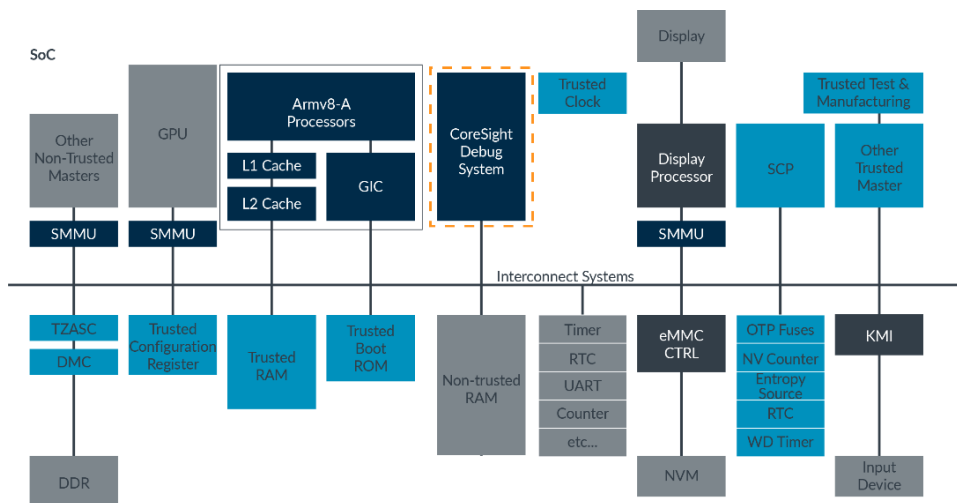 SoC
Other
Non-Trusted
Masters
SMMU
GPU
SMMU
Armv8-A
Processors
L1 Cache
L2 Cache
GIC
CoreSight
Debug
System
Trusted
Clock
Display
Display
Processor
SMMU
SCP
Trusted Test &
Manufacturing
Other
Trusted
Master
Interconnect Systems
TZASC
DMC
DDR
Trusted
Configuration
Register
Trusted
RAM
Trusted
Boot
ROM
Non-trusted
RAM
Timer
RTC
UART
Counter
etc...
eMMC
CTRL
NVM
OTP Fuses
NV Counter
Entropy
Source
RTC
WD Timer
KMI
Input
Device